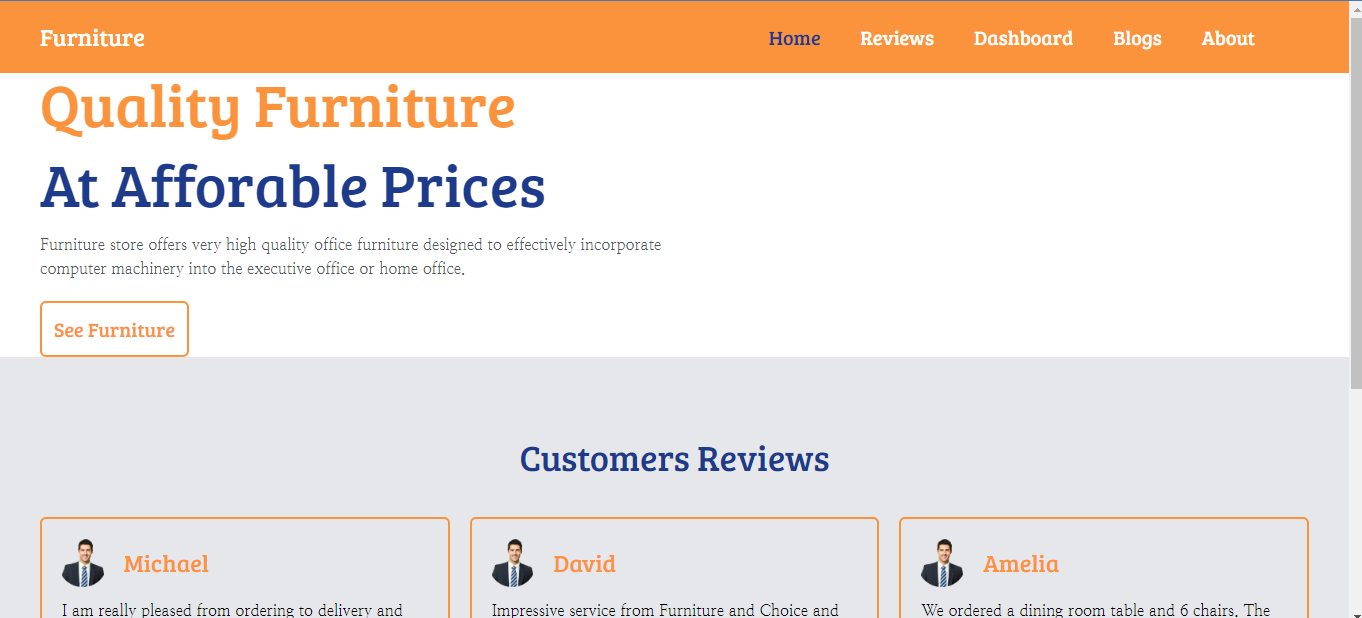 Furniture
Home Reviews Dashboard Blogs About
Quality Furniture
At Afforable Prices
Furniture store offers very high quality office furniture designed to effectively incorporate
computer machinery into the executive office or home office.
See Furniture
Customers Reviews
Michael
I am really pleased from ordering to delivery and
David
Impressive service from Furniture and Choice and
Amelia
We ordered a dining room table and 6 chairs. The